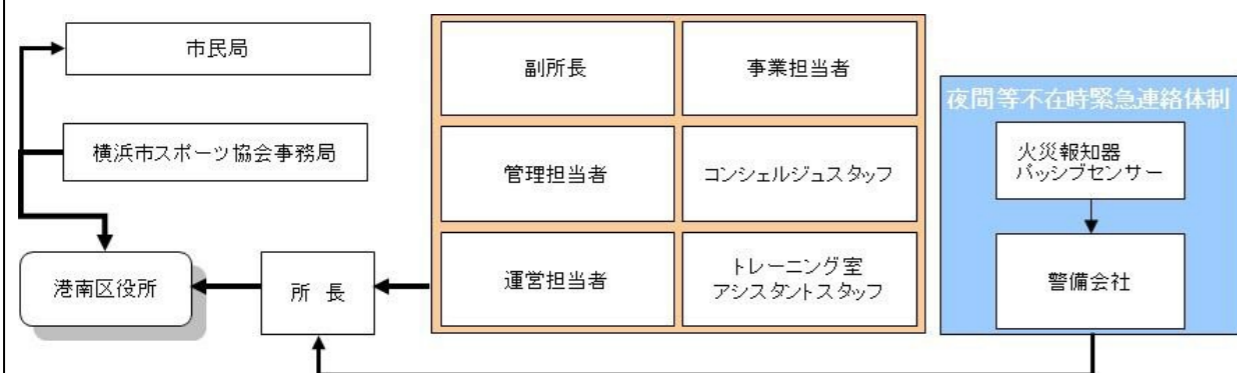 市民局
横浜市スポーツ協会事務局
港南区役所
所 長
副所長
事業担当者
管理担当者
コンシェルジュスタッフ
運営担当者
トレーニング室
アシスタントスタッフ
夜間等不在時緊急連絡体制
火災報知器
パッシブセンサー
警備会社